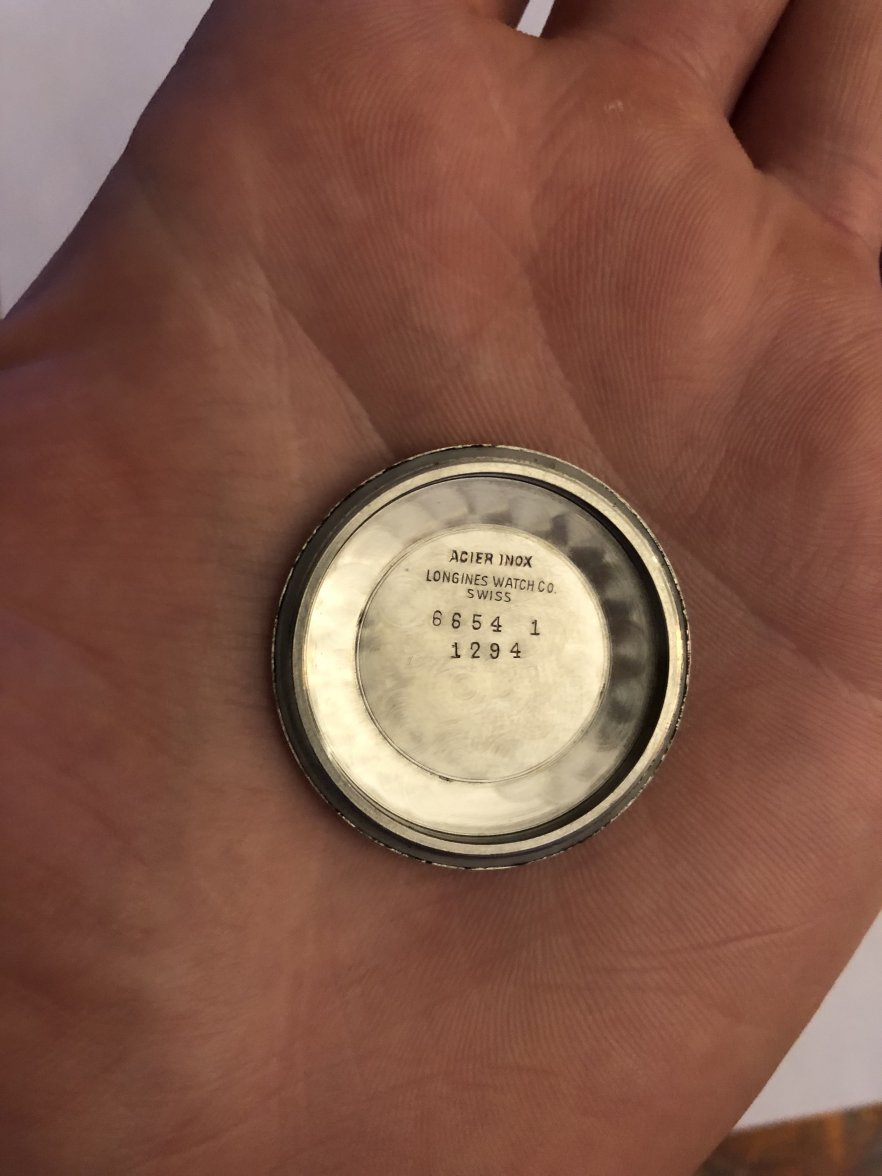 ACIER INOX
LONGINES WATCH CO.
SWISS
6654 1
1294